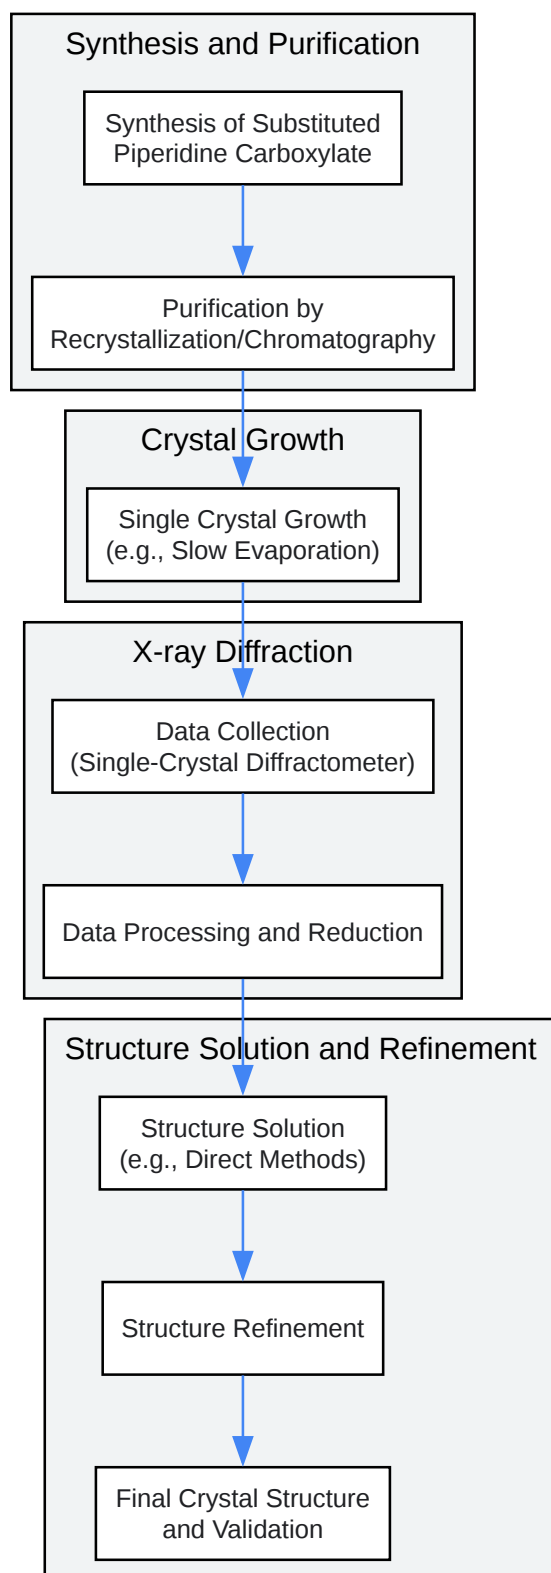 Synthesis and Purification
Synthesis of Substituted
Piperidine Carboxylate
Purification by
Recrystallization/Chromatography
Crystal Growth
Single Crystal Growth
(e.g., Slow Evaporation)
X-ray Diffraction
Data Collection
(Single-Crystal Diffractometer)
Data Processing and Reduction
Structure Solution and Refinement
Structure Solution
(e.g., Direct Methods)
Structure Refinement
Final Crystal Structure
and Validation